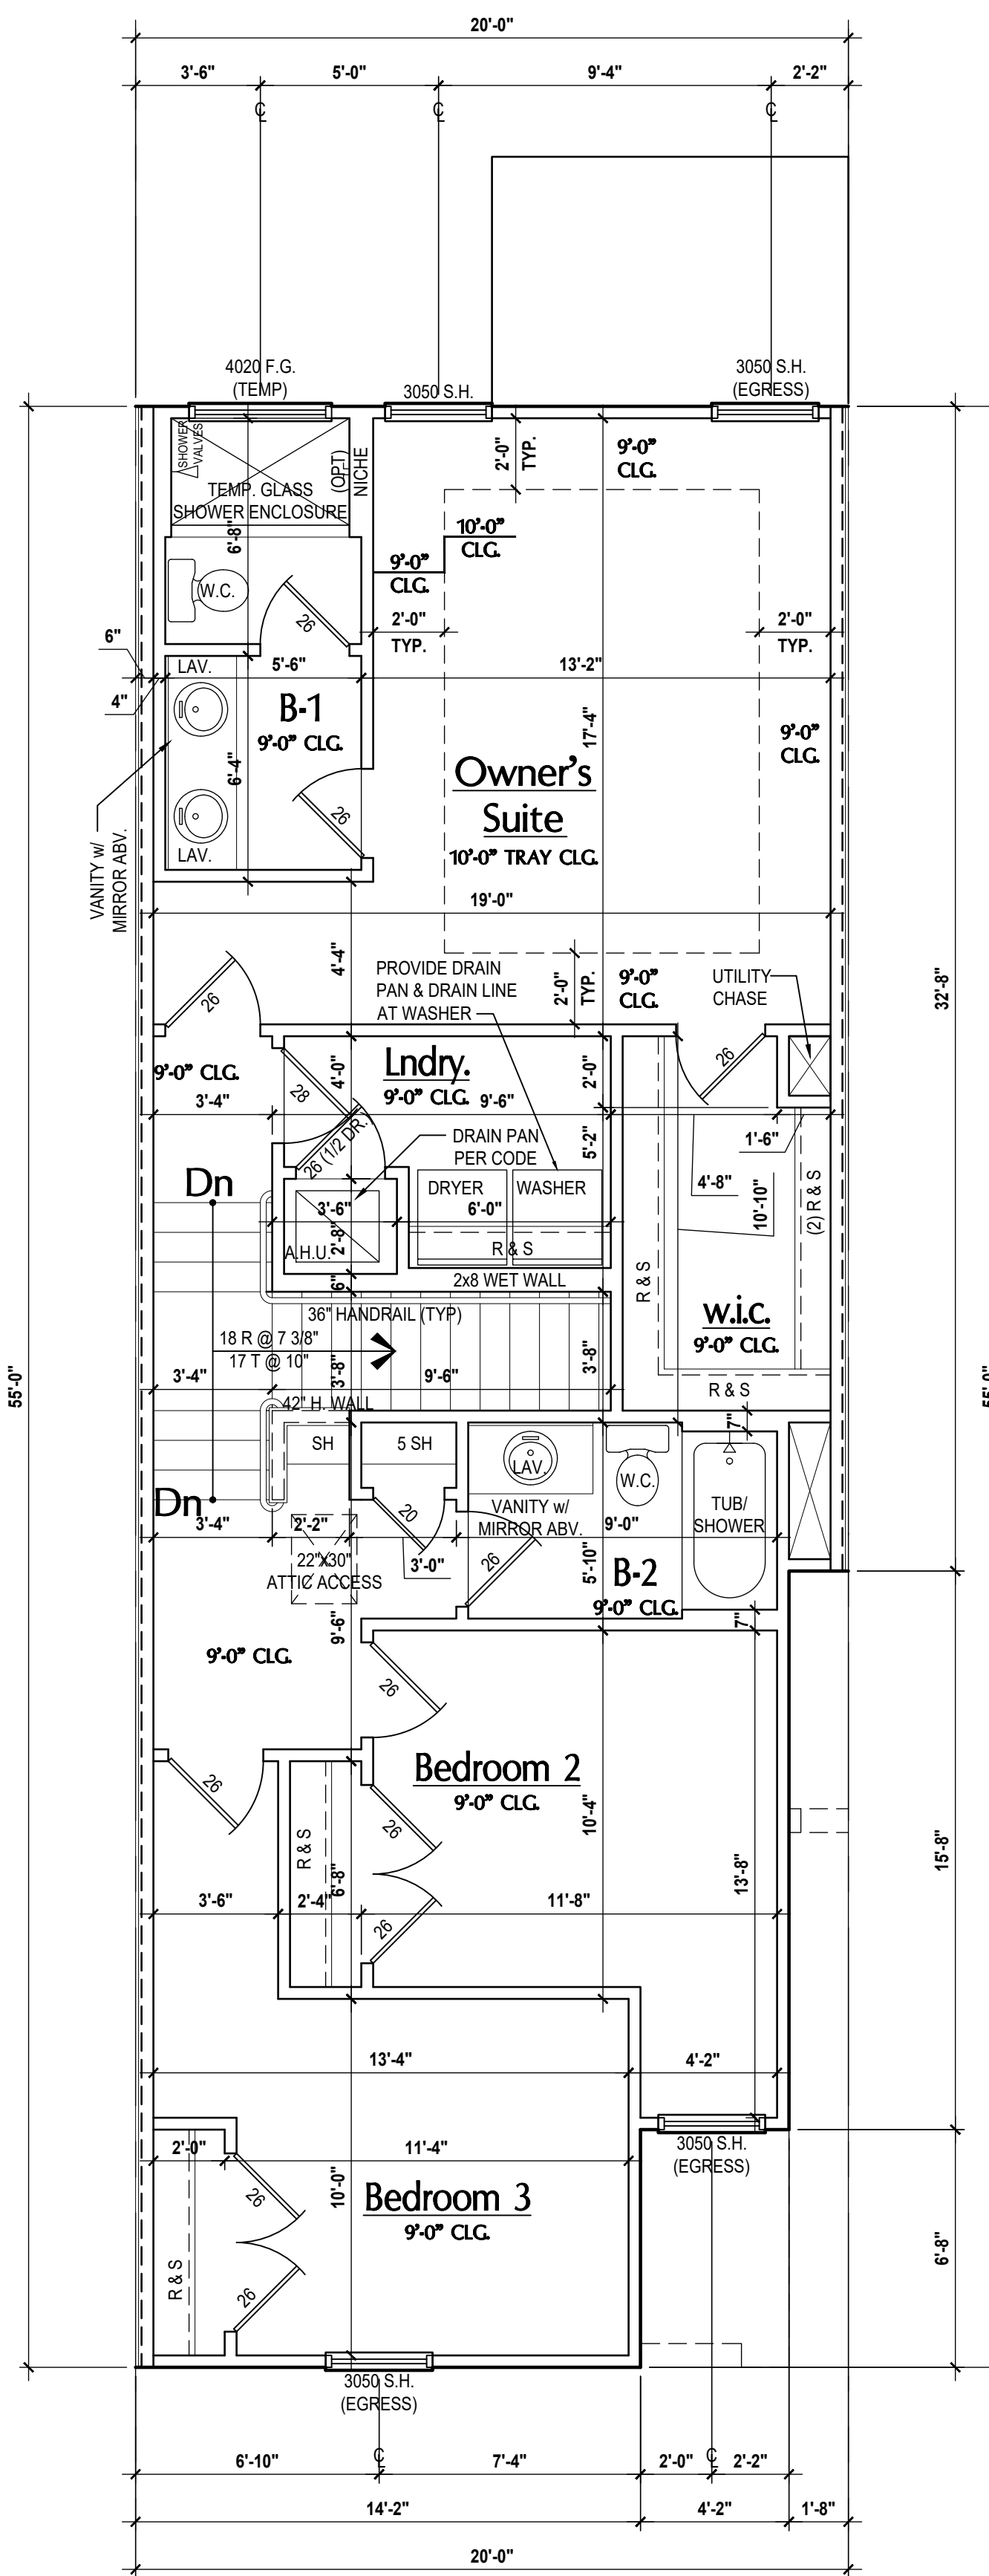 20'-0"
3'-6"
5'-0"
9'-4"
2'-2"
℄
℄
℄
4020 F.G.
(TEMP)
3050 S.H.
3050 S.H.
(EGRESS)
SHOWER
VALVES
(OPT)
NICHE
TEMP. GLASS
SHOWER ENCLOSURE
6'-8"
2'-0"
TYP.
9'-0"
CLG.
10'-0"
CLG.
9'-0"
CLG.
W.C.
26
2'-0"
TYP.
2'-0"
TYP.
6"
4"
LAV.
5'-6"
13'-2"
B-1
9'-0" CLG.
17'-4"
9'-0"
CLG.
6'-4"
Owner's
Suite
10'-0" TRAY CLG.
26
LAV.
VANITY w/
MIRROR ABV.
19'-0"
4'-4"
PROVIDE DRAIN
PAN & DRAIN LINE
AT WASHER
2'-0"
TYP.
9'-0"
CLG.
UTILITY
CHASE
32'-8"
26
9'-0" CLG.
3'-4"
28
4'-0"
Lndry.
9'-0" CLG.
9'-6"
2'-0"
26
26 (1/2 DR.
DRAIN PAN
PER CODE
5'-2"
1'-6"
4'-8"
Dn
DRYER
WASHER
3'-6"
6'-0"
10'-10"
(2) R & S
A.H.U.
2'-8"
R & S
R & S
6"
2x8 WET WALL
36" HANDRAIL (TYP)
w.i.c.
9'-0" CLG.
18 R @ 7 3/8"
17 T @ 10"
3'-8"
3'-8"
3'-4"
9'-6"
R & S
55'-0"
55'-0"
42" H. WALL
7"
SH
5 SH
LAV.
W.C.
Dn
20
VANITY w/
MIRROR ABV.
TUB/
SHOWER
3'-4"
2'-2"
9'-0"
22"X30"
ATTIC ACCESS
3'-0"
26
5'-10"
B-2
9'-0" CLG.
9'-6"
7"
9'-0" CLG.
26
26
Bedroom 2
9'-0" CLG.
26
10'-4"
15'-8"
R & S
6'-8"
13'-8"
3'-6"
2'-4"
11'-8"
26
13'-4"
4'-2"
2'-0"
11'-4"
3050 S.H.
(EGRESS)
26
10'-0"
Bedroom 3
9'-0" CLG.
6'-8"
R & S
26
3050 S.H.
(EGRESS)
6'-10"
℄
7'-4"
2'-0"
℄
2'-2"
14'-2"
4'-2"
1'-8"
20'-0"